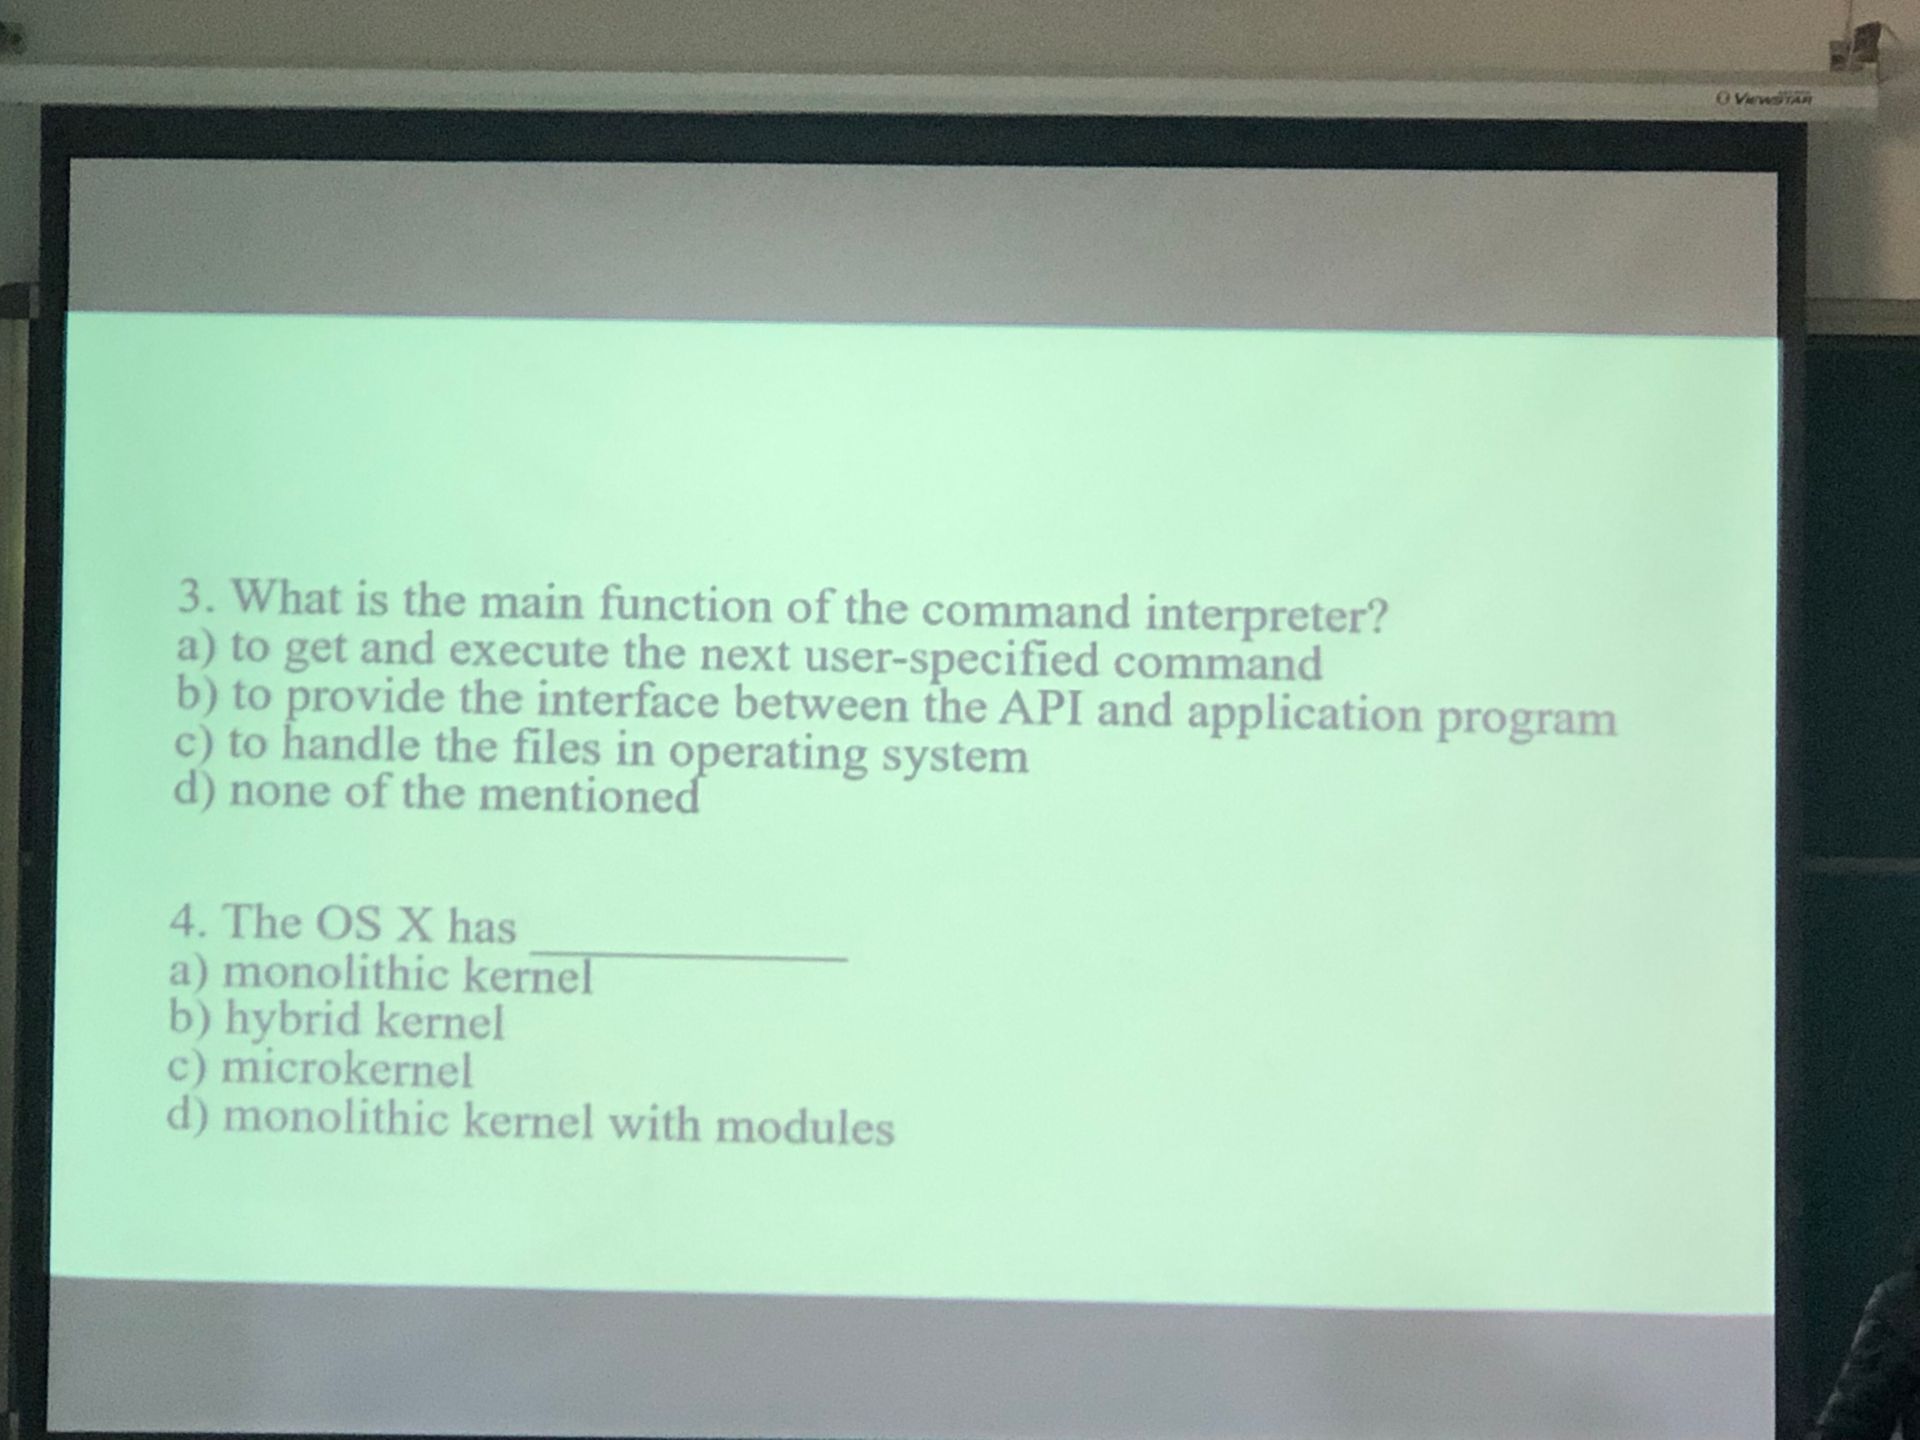 VIEWSTAR
3. What is the main function of the command interpreter?
a) to get and execute the next user-specified command
b) to provide the interface between the API and application program
c) to handle the files in operating system
d) none of the mentioned
4. The OS X has ____________
a) monolithic kernel
b) hybrid kernel
c) microkernel
d) monolithic kernel with modules